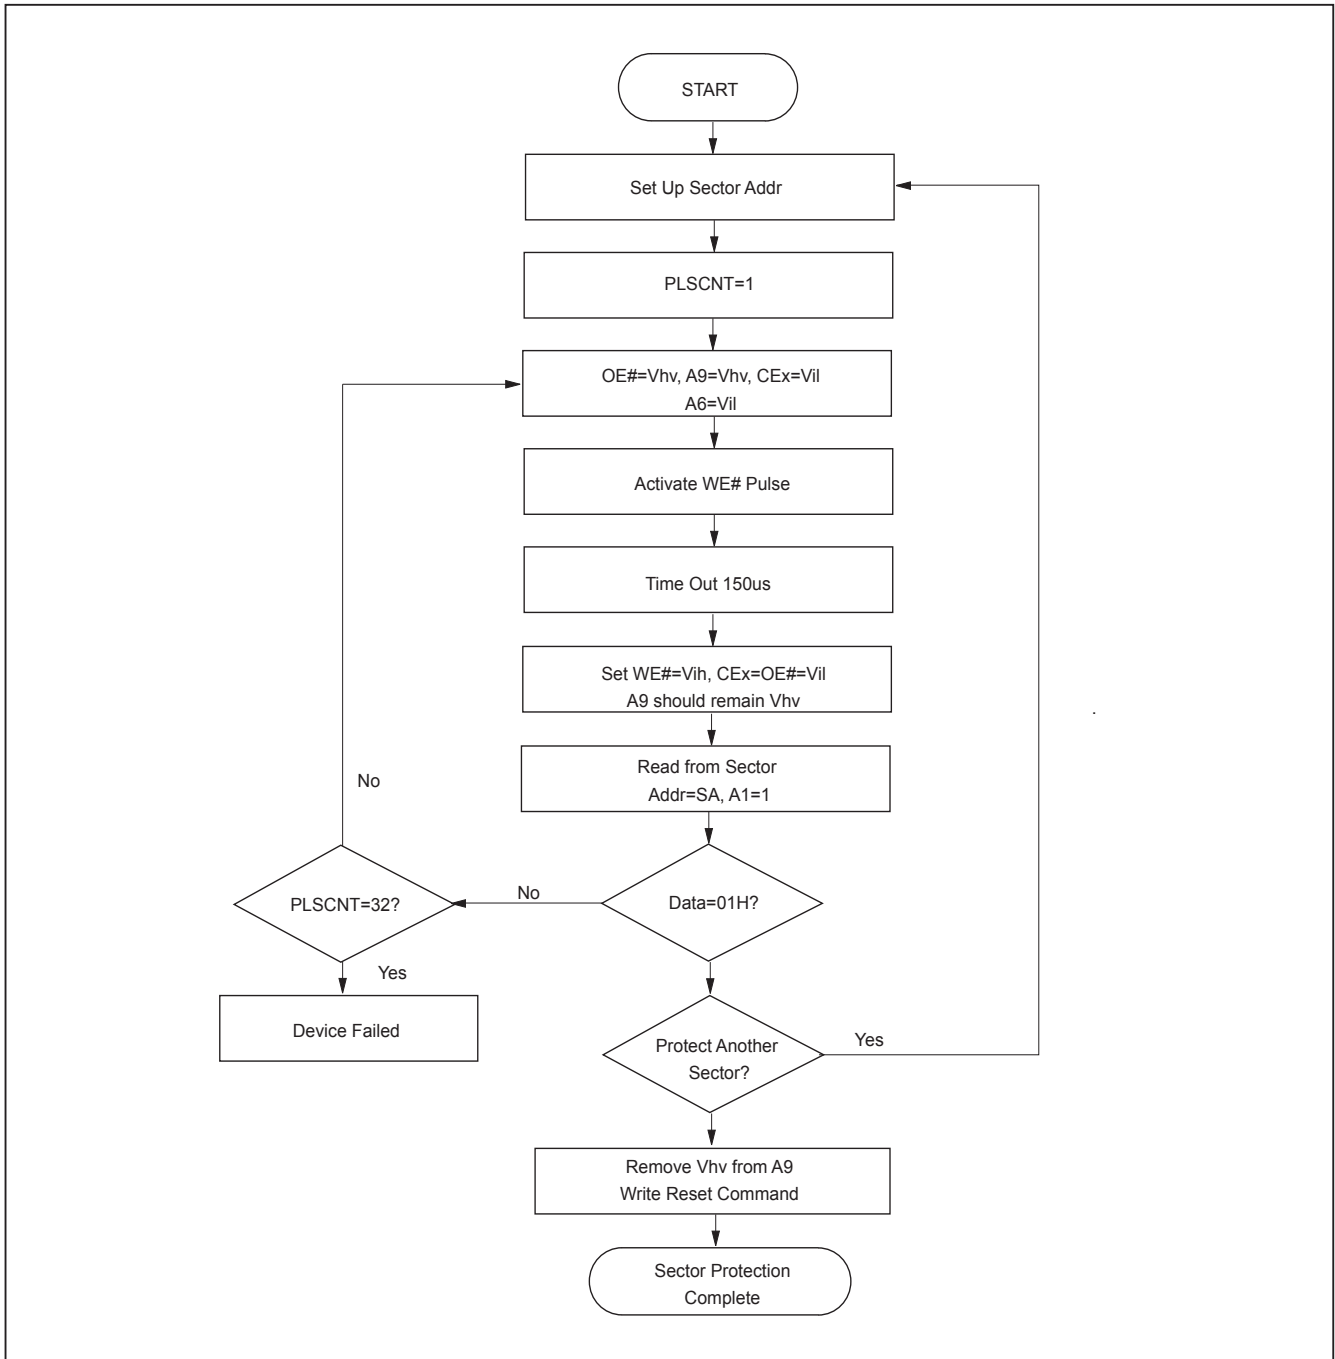 START
Set Up Sector Addr
PLSCNT=1
OE#=Vhv, A9=Vhv, CEx=Vil
A6=Vil
Activate WE# Pulse
Time Out 150us
Set WE#=Vih, CEx=OE#=Vil
A9 should remain Vhv
Read from Sector
Addr=SA, A1=1
No
PLSCNT=32?
No
Data=01H?
Yes
Device Failed
Protect Another
Sector?
Yes
Remove Vhv from A9
Write Reset Command
Sector Protection
Complete